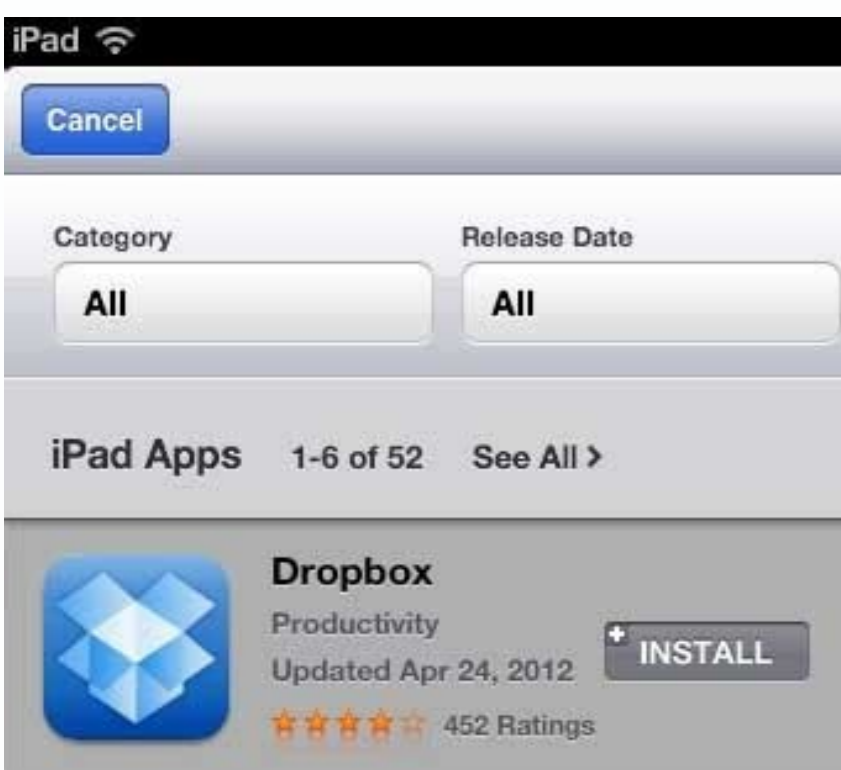 iPad
Cancel
Category Release Date
All All
iPad Apps 1-6 of 52 See All >
Dropbox
Productivity
INSTALL
Updated Apr 24, 2012
452 Ratings